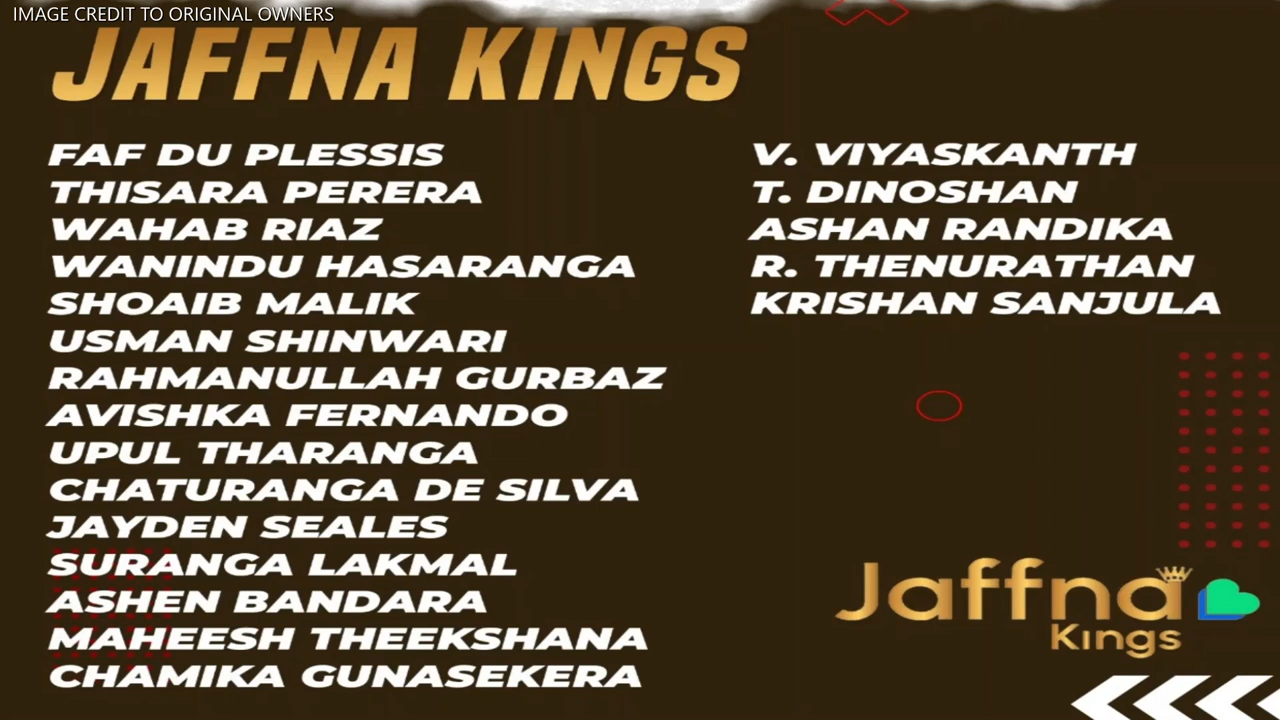 IMAGE CREDIT TO ORIGINAL OWNERS
JAFFNA KINGS
FAF DU PLESSIS
THISARA PERERA
WAHAB RIAZ
WANINDU HASARANGA
SHOAIB MALIK
USMAN SHINWARI
RAHMANULLAH GURBAZ
AVISHKA FERNANDO
UPUL THARANGA
CHATURANGA DE SILVA
JAYDEN SEALES
SURANGA LAKMAL
ASHEN BANDARA
MAHEESH THEEKSHANA
CHAMIKA GUNASEKERA
V. VIYASKANTH
T. DINOSHAN
ASHAN RANDIKA
R. THENURATHAN
KRISHAN SANJULA
Jaffna
Kings